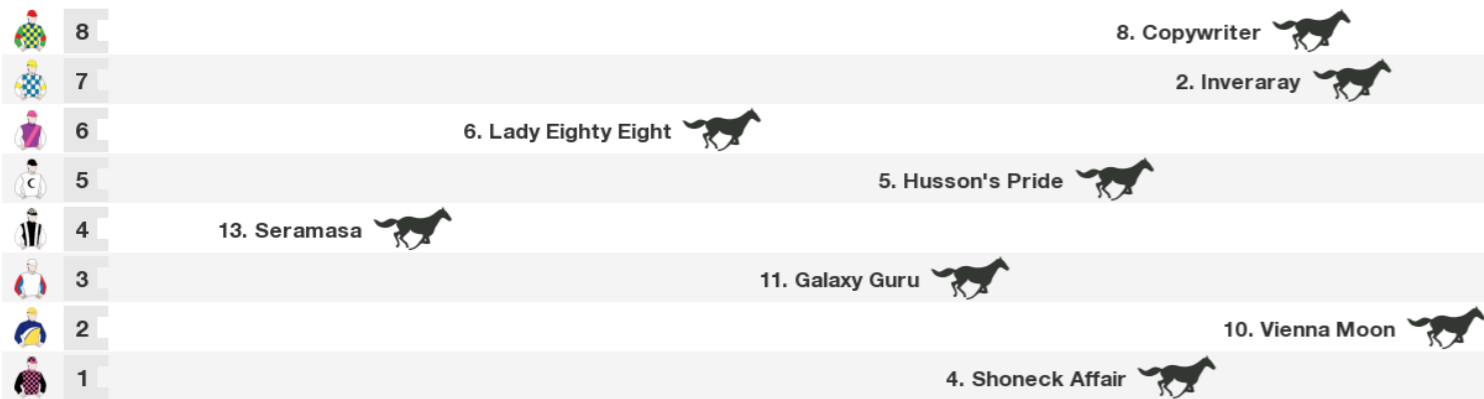 8 8. Copywriter
7 2. Inveraray
6 6. Lady Eighty Eight
5 5. Husson's Pride
4 13. Seramasa
3 11. Galaxy Guru
2 10. Vienna Moon
1 4. Shoneck Affair